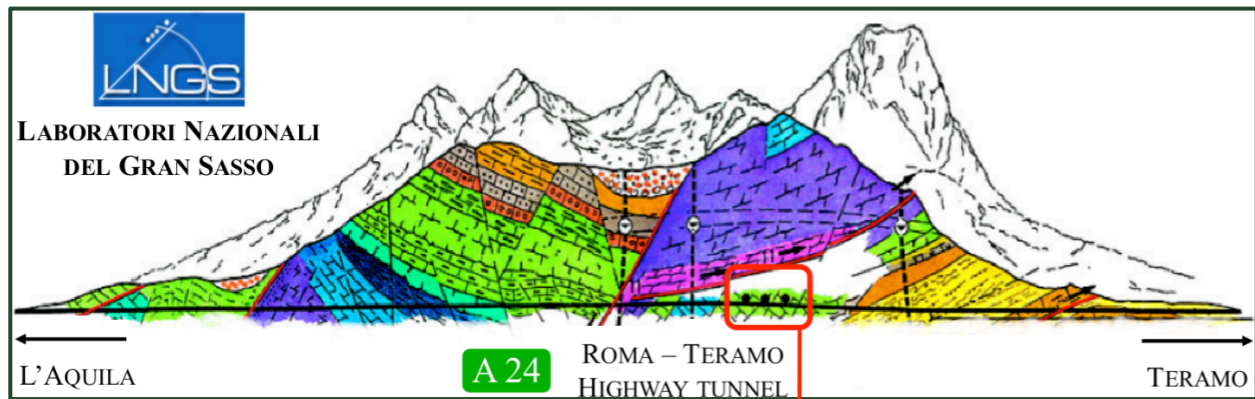 LNGS
LABORATORI NAZIONALI
DEL GRAN SASSO
L'AQUILA
A 24
ROMA – TERAMO
HIGHWAY TUNNEL
TERAMO